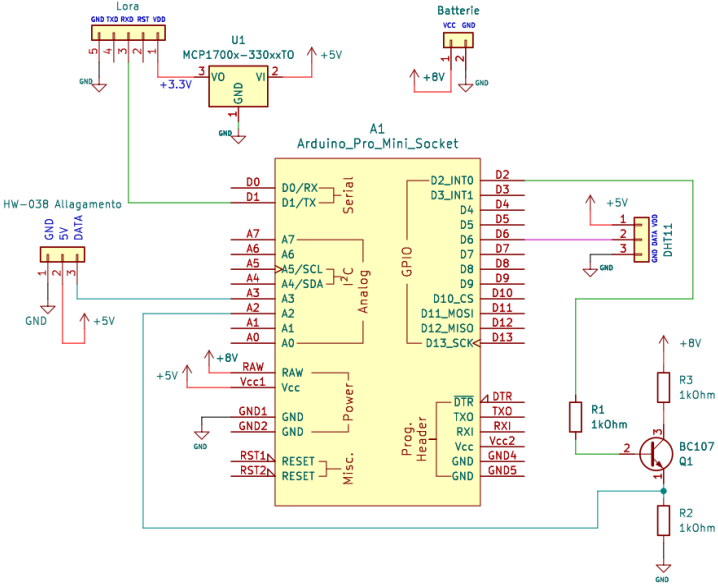 Lora
GND TXD RXD RST VDD
5 4 3 2 1
GND
+3.3V
U1
MCP1700x-330xxTO
3 VO VI 2
GND
1
GND
+5V
Batterie
VCC GND
1 2
+8V
GND
A1
Arduino_Pro_Mini_Socket
D0 D0/RX
D1 D1/TX
Serial
A7 A7
A6 A6
A5 A5/SCL
A4 A4/SDA
I²C
A3 A3
A2 A2
A1 A1
A0 A0
Analog
RAW RAW
Vcc1 Vcc
GND1 GND
GND2 GND
Power
RST1 RESET
RST2 RESET
Misc.
GPIO
D2_INT0 D2
D3_INT1 D3
D4 D4
D5 D5
D6 D6
D7 D7
D8 D8
D9 D9
D10_CS D10
D11_MOSI D11
D12_MISO D12
D13_SCK D13
Prog.
Header
DTR DTR
TXO TXO
RXI RXI
Vcc Vcc2
GND GND4
GND GND5
HW-038 Allagamento
GND
5V
DATA
1 2 3
GND
+5V
+8V
+5V
GND
+5V
1
2
3
GND DATA VDD
DHT11
GND
+8V
R3
1kOhm
R1
1kOhm
3
2
1
BC107
Q1
R2
1kOhm
GND